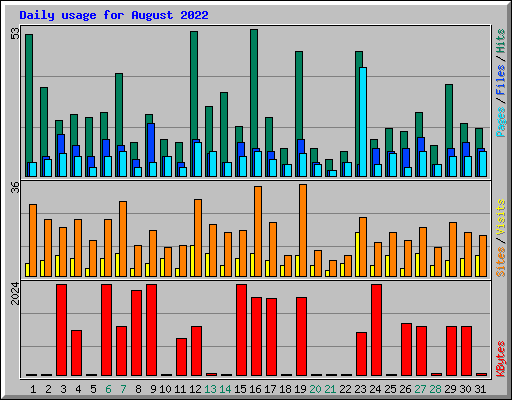 Daily usage for August 2022
53
Pages / Files / Hits
36
Sites / Visits
2024
KBytes
1 2 3 4 5 6 7 8 9 10 11 12 13 14 15 16 17 18 19 20 21 22 23 24 25 26 27 28 29 30 31